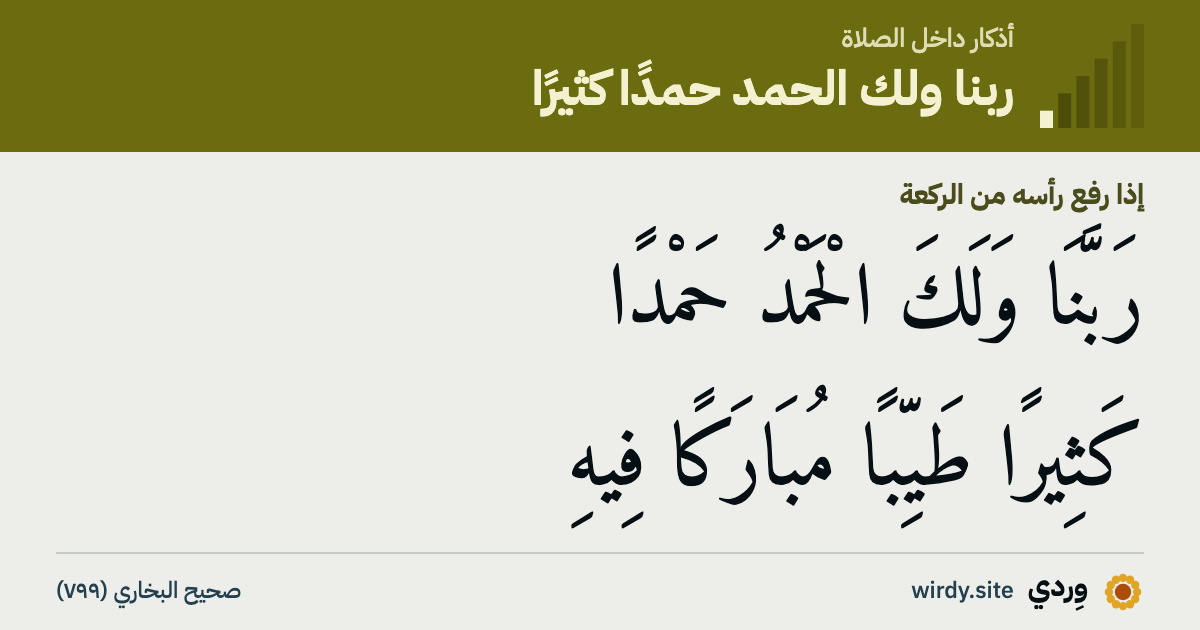 أذكار داخل الصلاة
ربنا ولك الحمد حمدًا كثيرًا
إذا رفع رأسه من الركعة
رَبَّنَا وَلَكَ الْحَمْدُ حَمْدًا
كَثِيرًا طَيِّبًا مُبَارَكًا فِيهِ
وِردي wirdy.site
صحيح البخاري (٧٩٩)